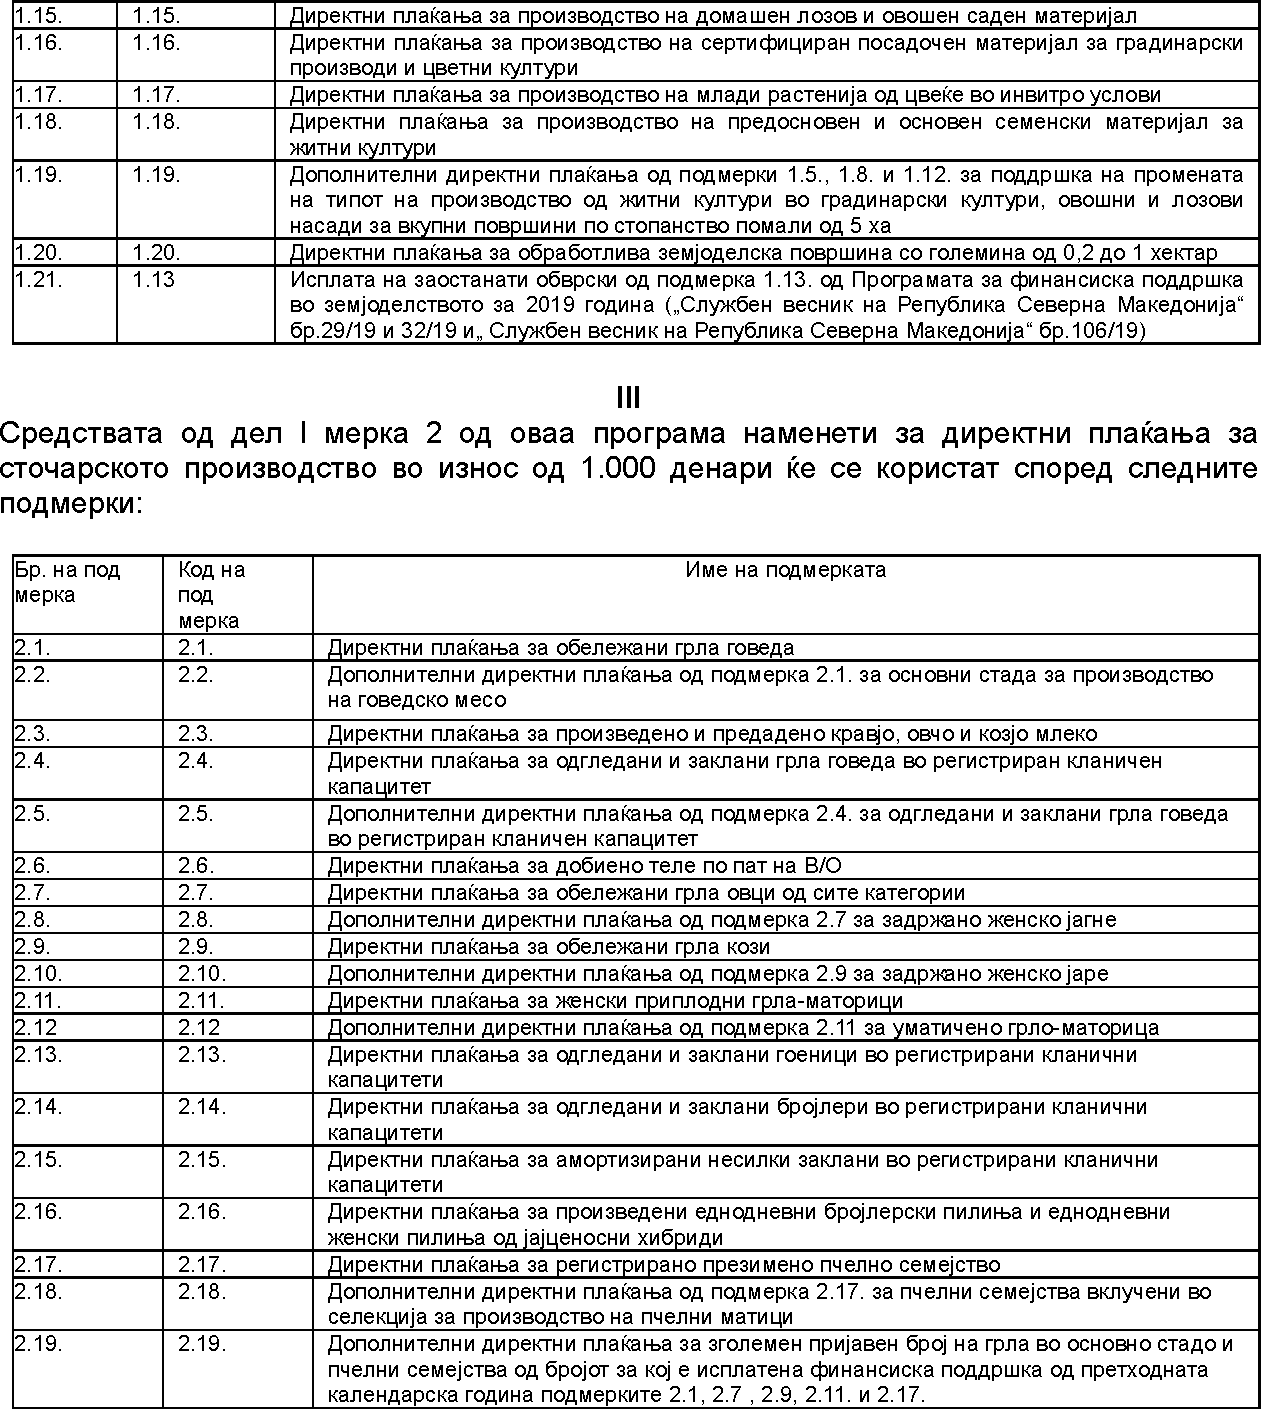 1.15. 1.15. Директни плаќања за производство на домашен лозов и овошен саден материјал
1.16. 1.16. Директни плаќања за производство на сертифициран посадочен материјал за градинарски
производи и цветни култури
1.17. 1.17. Директни плаќања за производство на млади растенија од цвеќе во инвитро услови
1.18. 1.18. Директни плаќања за производство на предосновен и основен семенски материјал за
житни култури
1.19. 1.19. Дополнителни директни плаќања од подмерки 1.5., 1.8. и 1.12. за поддршка на промената
на типот на производство од житни култури во градинарски култури, овошни и лозови
насади за вкупни површини по стопанство помали од 5 ха
1.20. 1.20. Директни плаќања за обработлива земјоделска површина со големина од 0,2 до 1 хектар
1.21. 1.13 Исплата на заостанати обврски од подмерка 1.13. од Програмата за финансиска поддршка
во земјоделството за 2019 година („Службен весник на Република Северна Македонија“
бр.29/19 и 32/19 и„ Службен весник на Република Северна Македонија“ бр.106/19)
III
Средствата од дел I мерка 2 од оваа програма наменети за директни плаќања за
сточарското производство во износ од 1.000 денари ќе се користат според следните
подмерки:
Бр. на под Код на Име на подмерката
мерка под
мерка
2.1. 2.1. Директни плаќања за обележани грла говеда
2.2. 2.2. Дополнителни директни плаќања од подмерка 2.1. за основни стада за производство
на говедско месо
2.3. 2.3. Директни плаќања за произведено и предадено кравјо, овчо и козјо млеко
2.4. 2.4. Директни плаќања за одгледани и заклани грла говеда во регистриран кланичен
капацитет
2.5. 2.5. Дополнителни директни плаќања од подмерка 2.4. за одгледани и заклани грла говеда
во регистриран кланичен капацитет
2.6. 2.6. Директни плаќања за добиено теле по пат на В/О
2.7. 2.7. Директни плаќања за обележани грла овци од сите категории
2.8. 2.8. Дополнителни директни плаќања од подмерка 2.7 за задржано женско јагне
2.9. 2.9. Директни плаќања за обележани грла кози
2.10. 2.10. Дополнителни директни плаќања од подмерка 2.9 за задржано женско јаре
2.11. 2.11. Директни плаќања за женски приплодни грла-маторици
2.12 2.12 Дополнителни директни плаќања од подмерка 2.11 за уматичено грло-маторица
2.13. 2.13. Директни плаќања за одгледани и заклани гоеници во регистрирани кланични
капацитети
2.14. 2.14. Директни плаќања за одгледани и заклани бројлери во регистрирани кланични
капацитети
2.15. 2.15. Директни плаќања за амортизирани несилки заклани во регистрирани кланични
капацитети
2.16. 2.16. Директни плаќања за произведени еднодневни бројлерски пилиња и еднодневни
женски пилиња од јајценосни хибриди
2.17. 2.17. Директни плаќања за регистрирано презимено пчелно семејство
2.18. 2.18. Дополнителни директни плаќања од подмерка 2.17. за пчелни семејства вклучени во
селекција за производство на пчелни матици
2.19. 2.19. Дополнителни директни плаќања за зголемен пријавен број на грла во основно стадо и
пчелни семејства од бројот за кој е исплатена финансиска поддршка од претходната
календарска година подмерките 2.1, 2.7 , 2.9, 2.11. и 2.17.